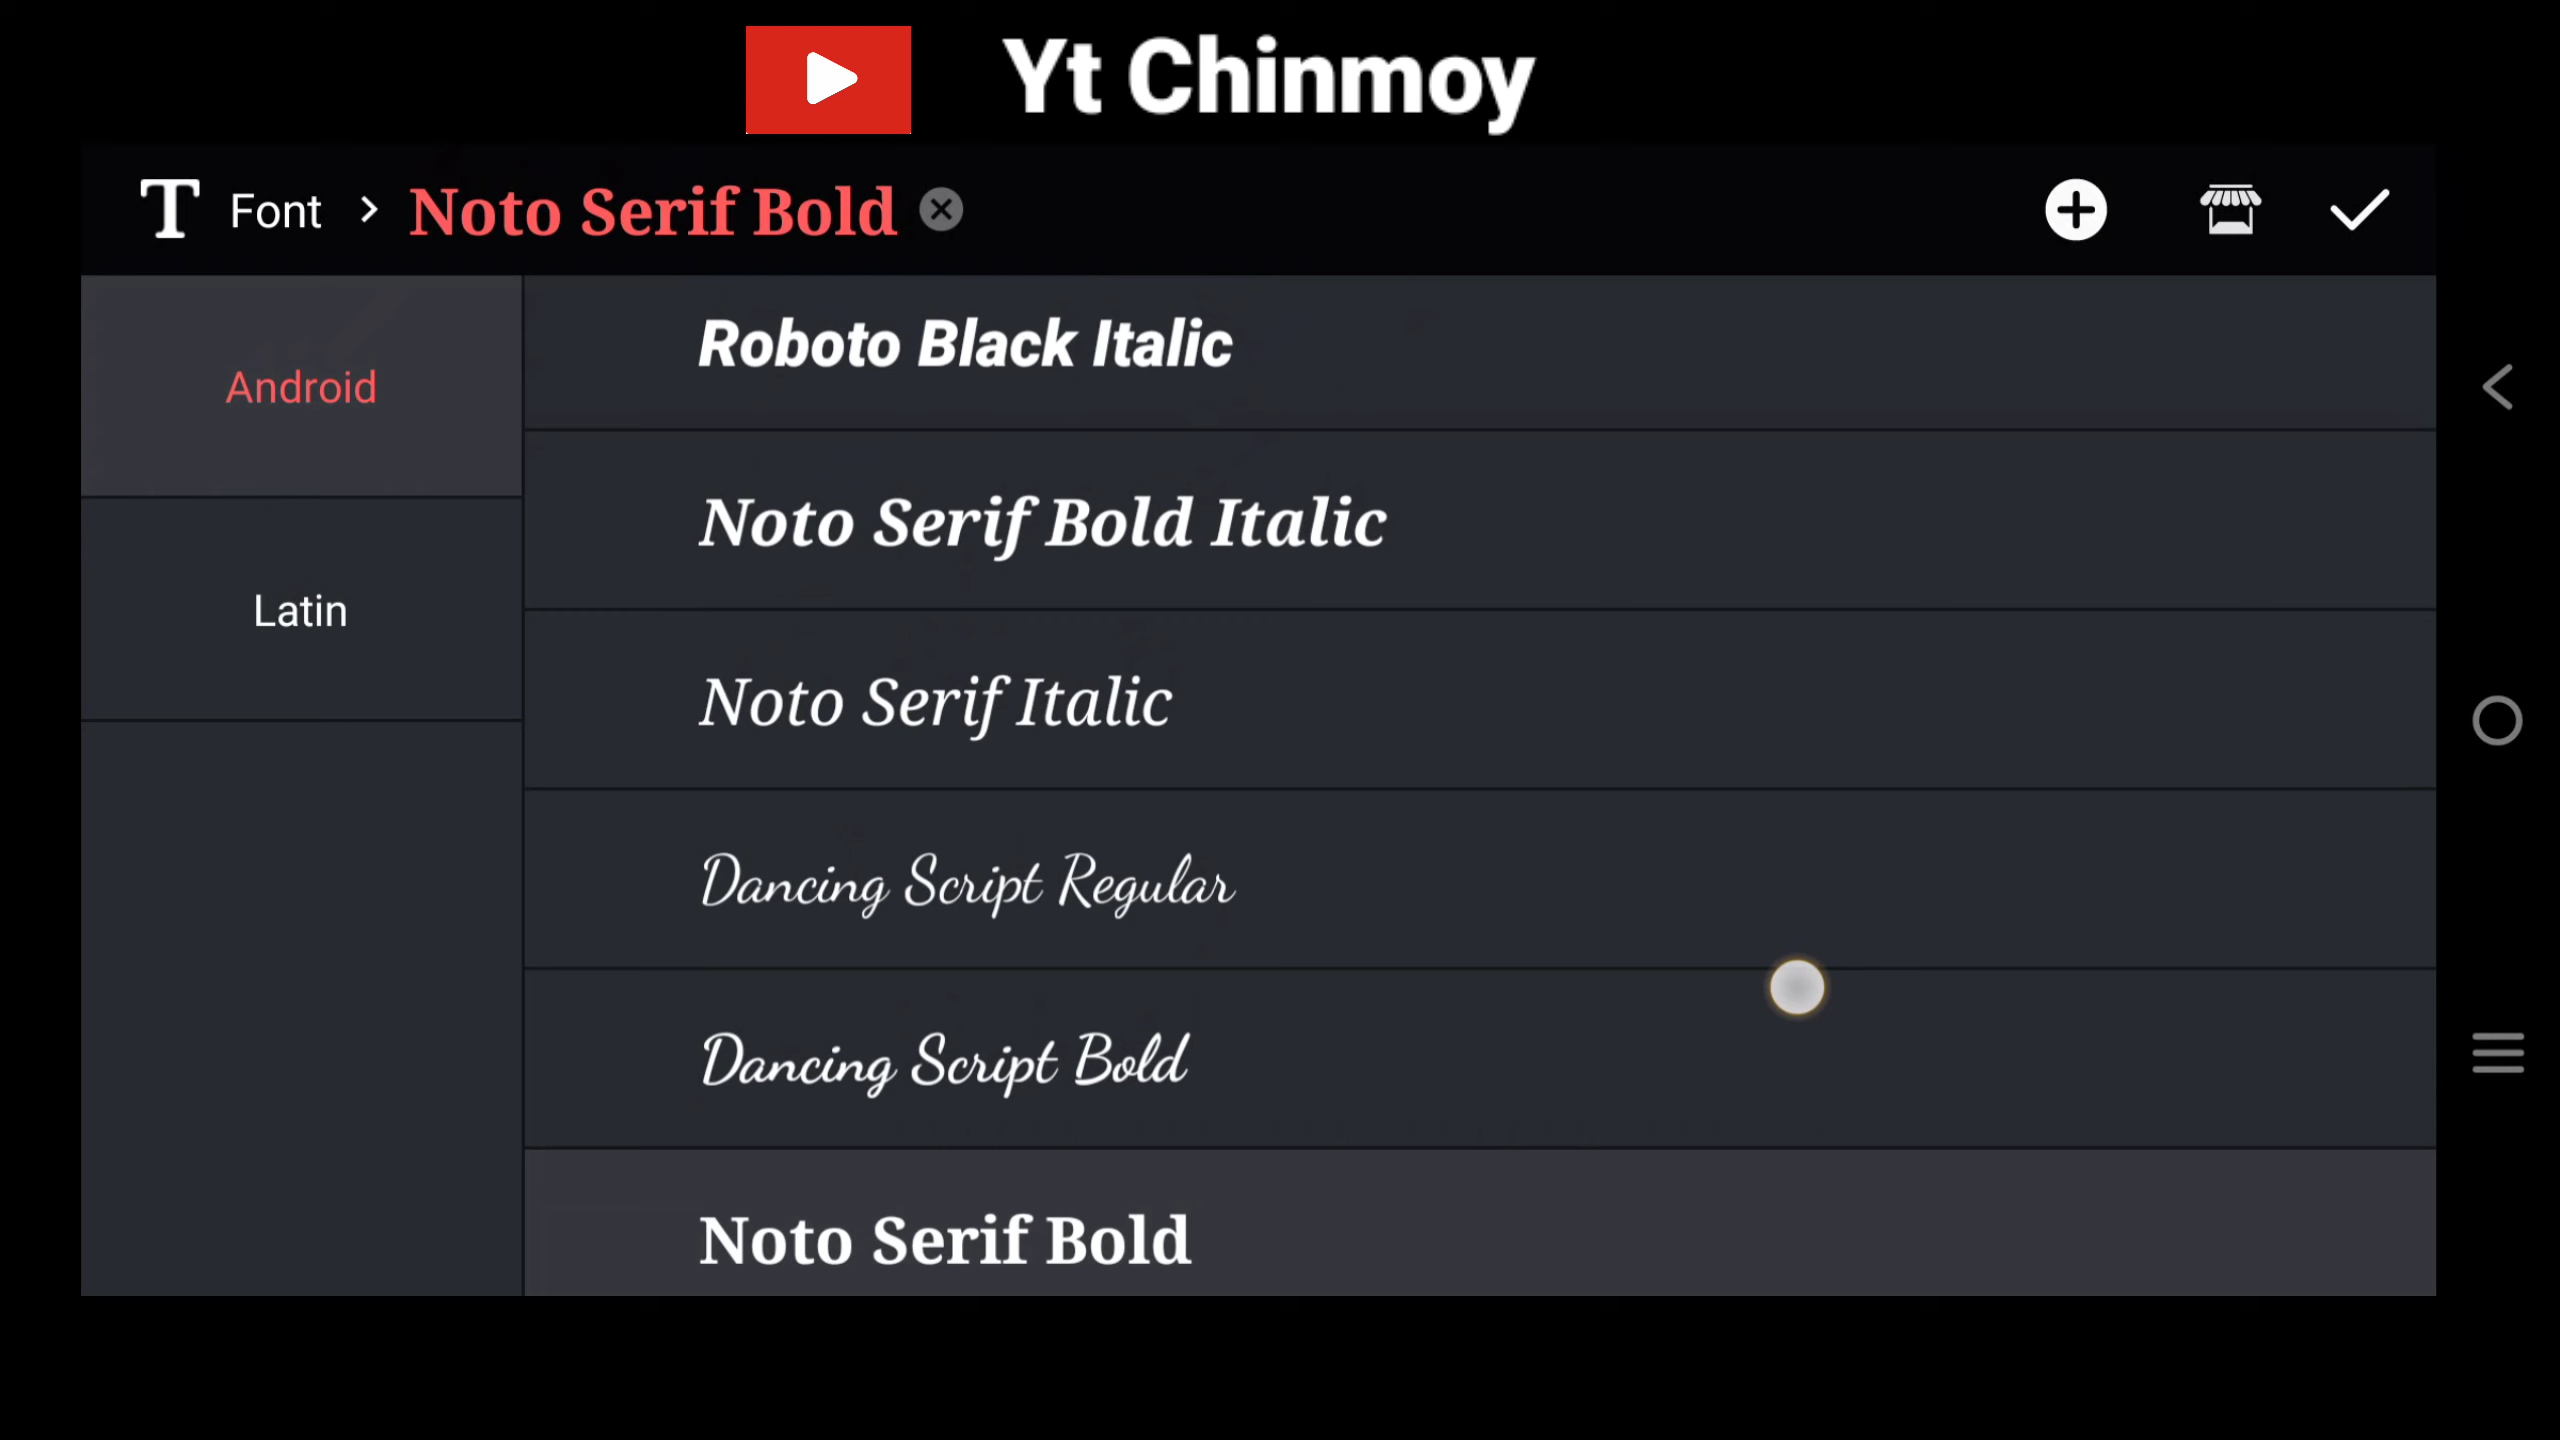 Yt Chinmoy
T Font > Noto Serif Bold
Android
Latin
Roboto Black Italic
Noto Serif Bold Italic
Noto Serif Italic
Dancing Script Regular
Dancing Script Bold
Noto Serif Bold